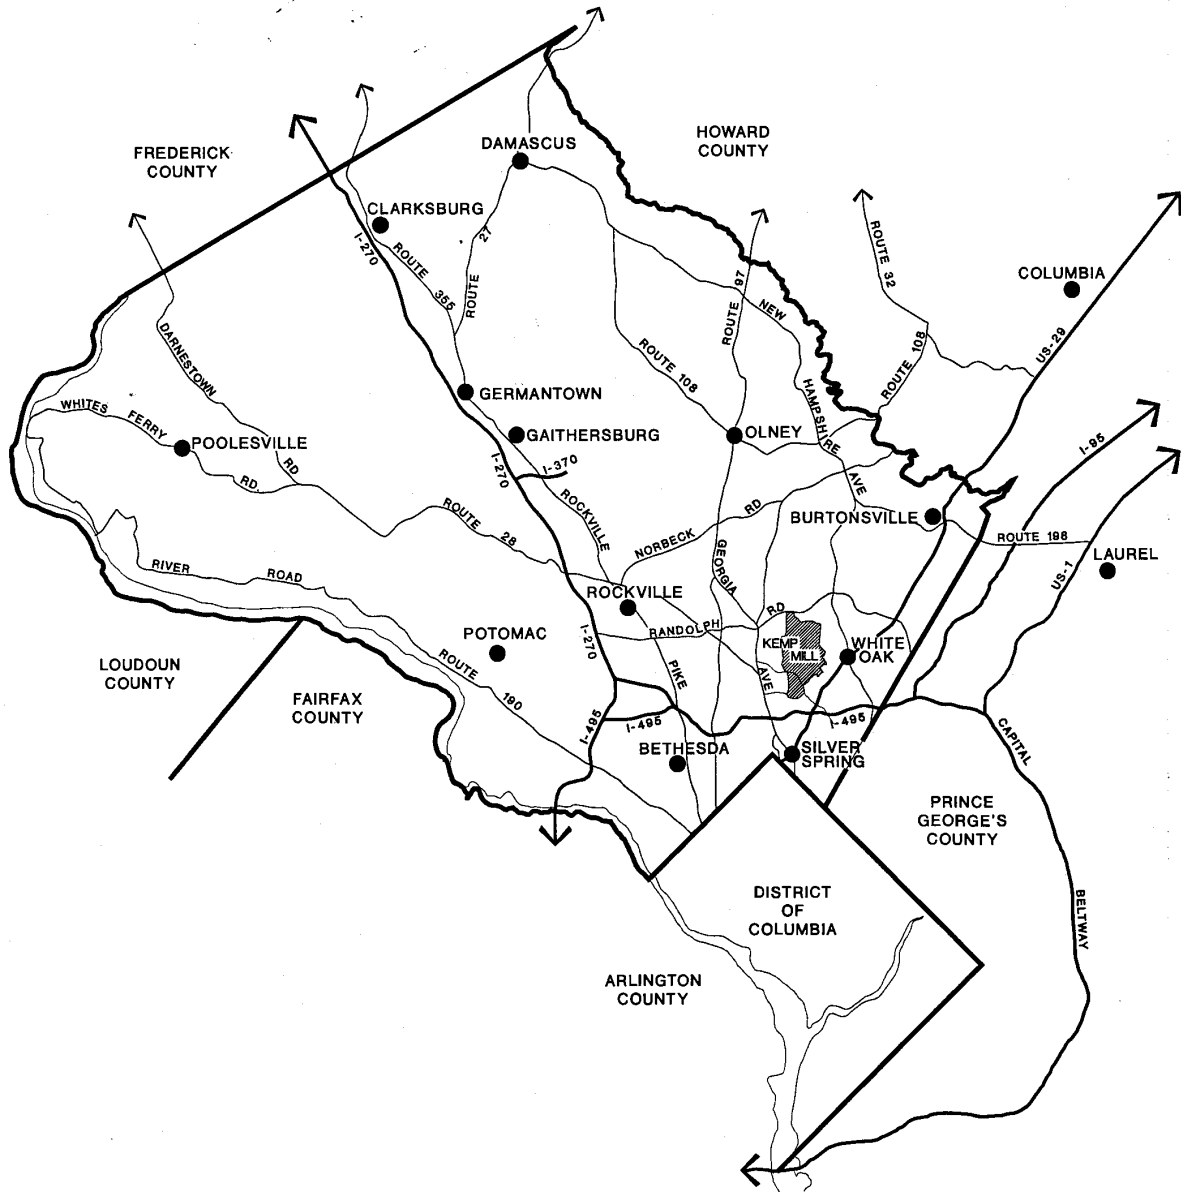 DAMASCUS
HOWARD
COUNTY
FREDERICK
COUNTY
CLARKSBURG
I-270
ROUTE 355
ROUTE 27
ROUTE 97
NEW HAMPSHIRE AVE
ROUTE 32
COLUMBIA
US-29
ROUTE 108
ROUTE 108
DARNESTOWN RD
GERMANTOWN
WHITES FERRY RD.
POOLESVILLE
GAITHERSBURG
OLNEY
I-95
I-270
I-370
ROCKVILLE PIKE
ROUTE 28
NORBECK RD
BURTONSVILLE
ROUTE 198
LAUREL
US-1
GEORGIA AVE
RIVER ROAD
ROCKVILLE
RANDOLPH RD
KEMP
MILL
WHITE
OAK
POTOMAC
I-270
LOUDOUN
COUNTY
FAIRFAX
COUNTY
ROUTE 190
I-495
I-495
I-495
BETHESDA
SILVER
SPRING
CAPITAL BELTWAY
PRINCE
GEORGE'S
COUNTY
DISTRICT
OF
COLUMBIA
ARLINGTON
COUNTY